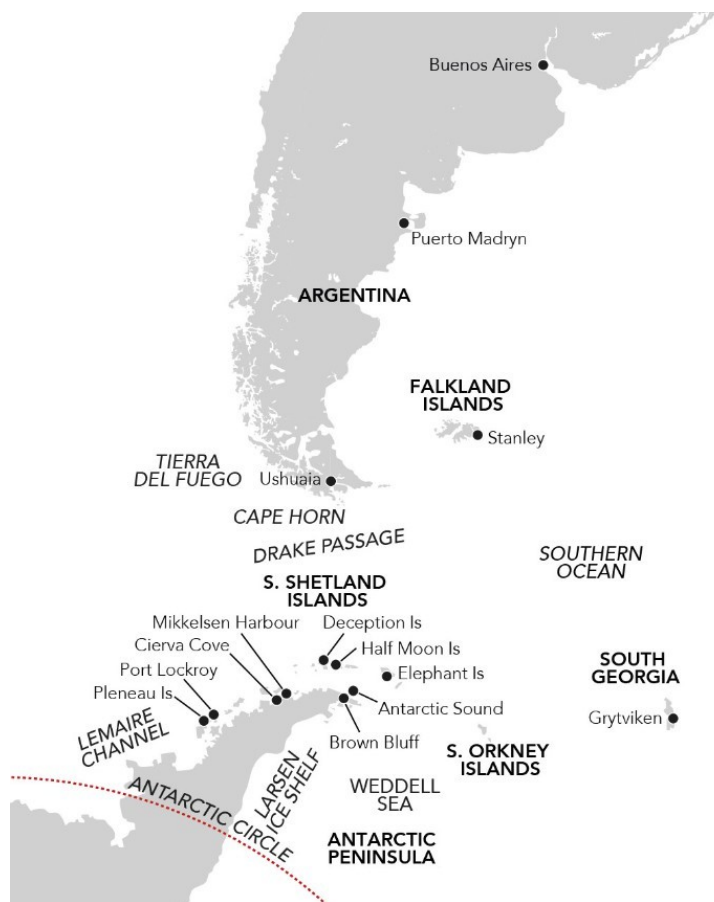 Buenos Aires
Puerto Madryn
ARGENTINA
FALKLAND
ISLANDS
Stanley
TIERRA
DEL FUEGO
Ushuaia
CAPE HORN
DRAKE PASSAGE
SOUTHERN
OCEAN
S. SHETLAND
ISLANDS
Mikkelsen Harbour
Deception Is
Cierva Cove
Half Moon Is
Port Lockroy
Elephant Is
Pleneau Is
SOUTH
GEORGIA
Antarctic Sound
Grytviken
LEMAIRE
CHANNEL
Brown Bluff
S. ORKNEY
ISLANDS
LARSEN
ICE SHELF
WEDDELL
SEA
ANTARCTIC CIRCLE
ANTARCTIC
PENINSULA